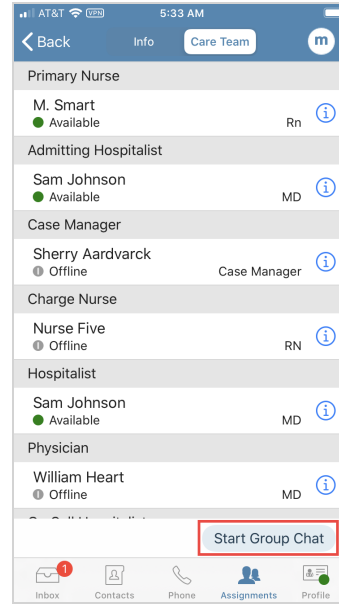 AT&T VPN 5:33 AM
Back Info Care Team m
Primary Nurse
M. Smart
Available Rn
Admitting Hospitalist
Sam Johnson
Available MD
Case Manager
Sherry Aardvarck
Offline Case Manager
Charge Nurse
Nurse Five
Offline RN
Hospitalist
Sam Johnson
Available MD
Physician
William Heart
Offline MD
Start Group Chat
1
Inbox Contacts Phone Assignments Profile